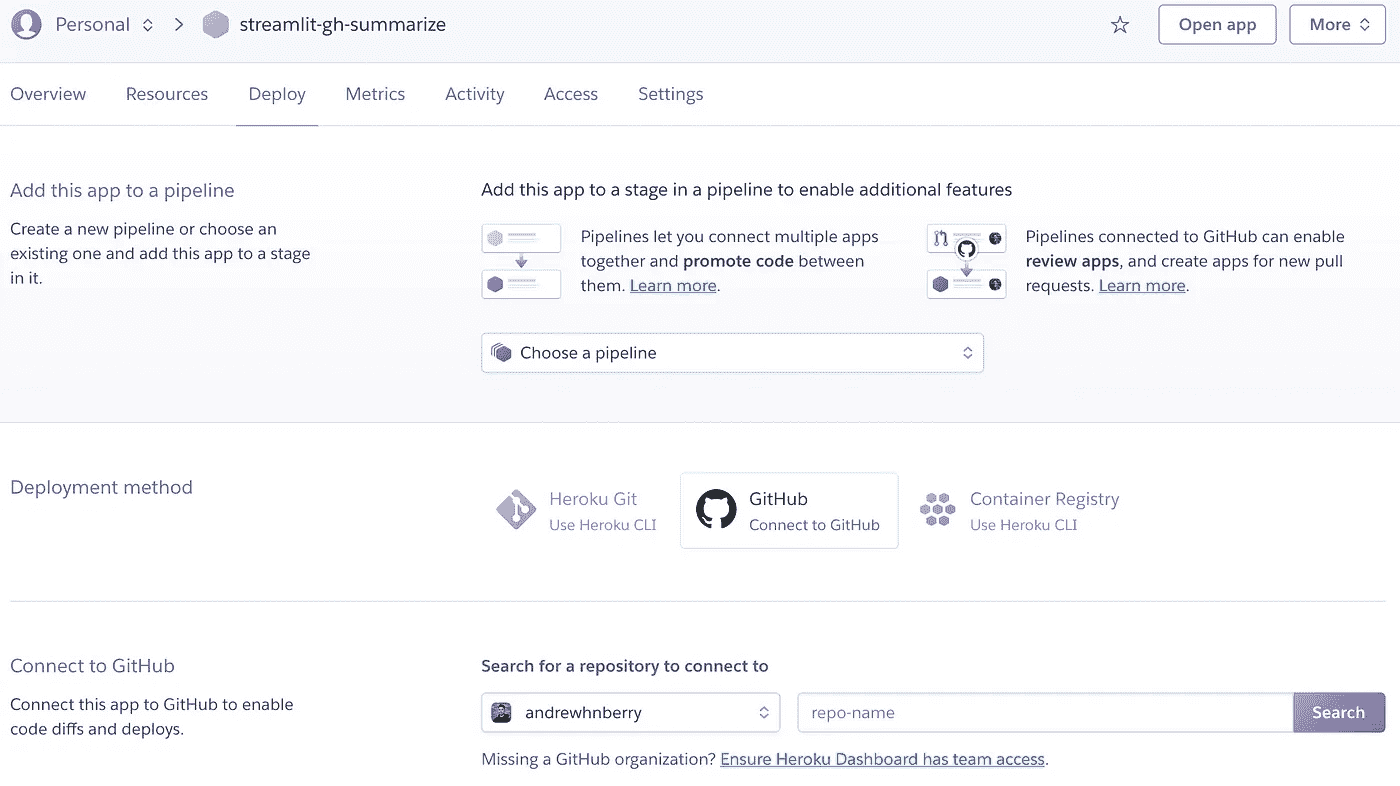 Personal
streamlit-gh-summarize
Open app
More
Overview
Resources
Deploy
Metrics
Activity
Access
Settings
Add this app to a pipeline
Create a new pipeline or choose an
existing one and add this app to a stage
in it.
Add this app to a stage in a pipeline to enable additional features
Pipelines let you connect multiple apps
together and promote code between
them. Learn more.
Pipelines connected to GitHub can enable
review apps, and create apps for new pull
requests. Learn more.
Choose a pipeline
Deployment method
Heroku Git
Use Heroku CLI
GitHub
Connect to GitHub
Container Registry
Use Heroku CLI
Connect to GitHub
Connect this app to GitHub to enable
code diffs and deploys.
Search for a repository to connect to
andrewhnberry
repo-name
Search
Missing a GitHub organization? Ensure Heroku Dashboard has team access.